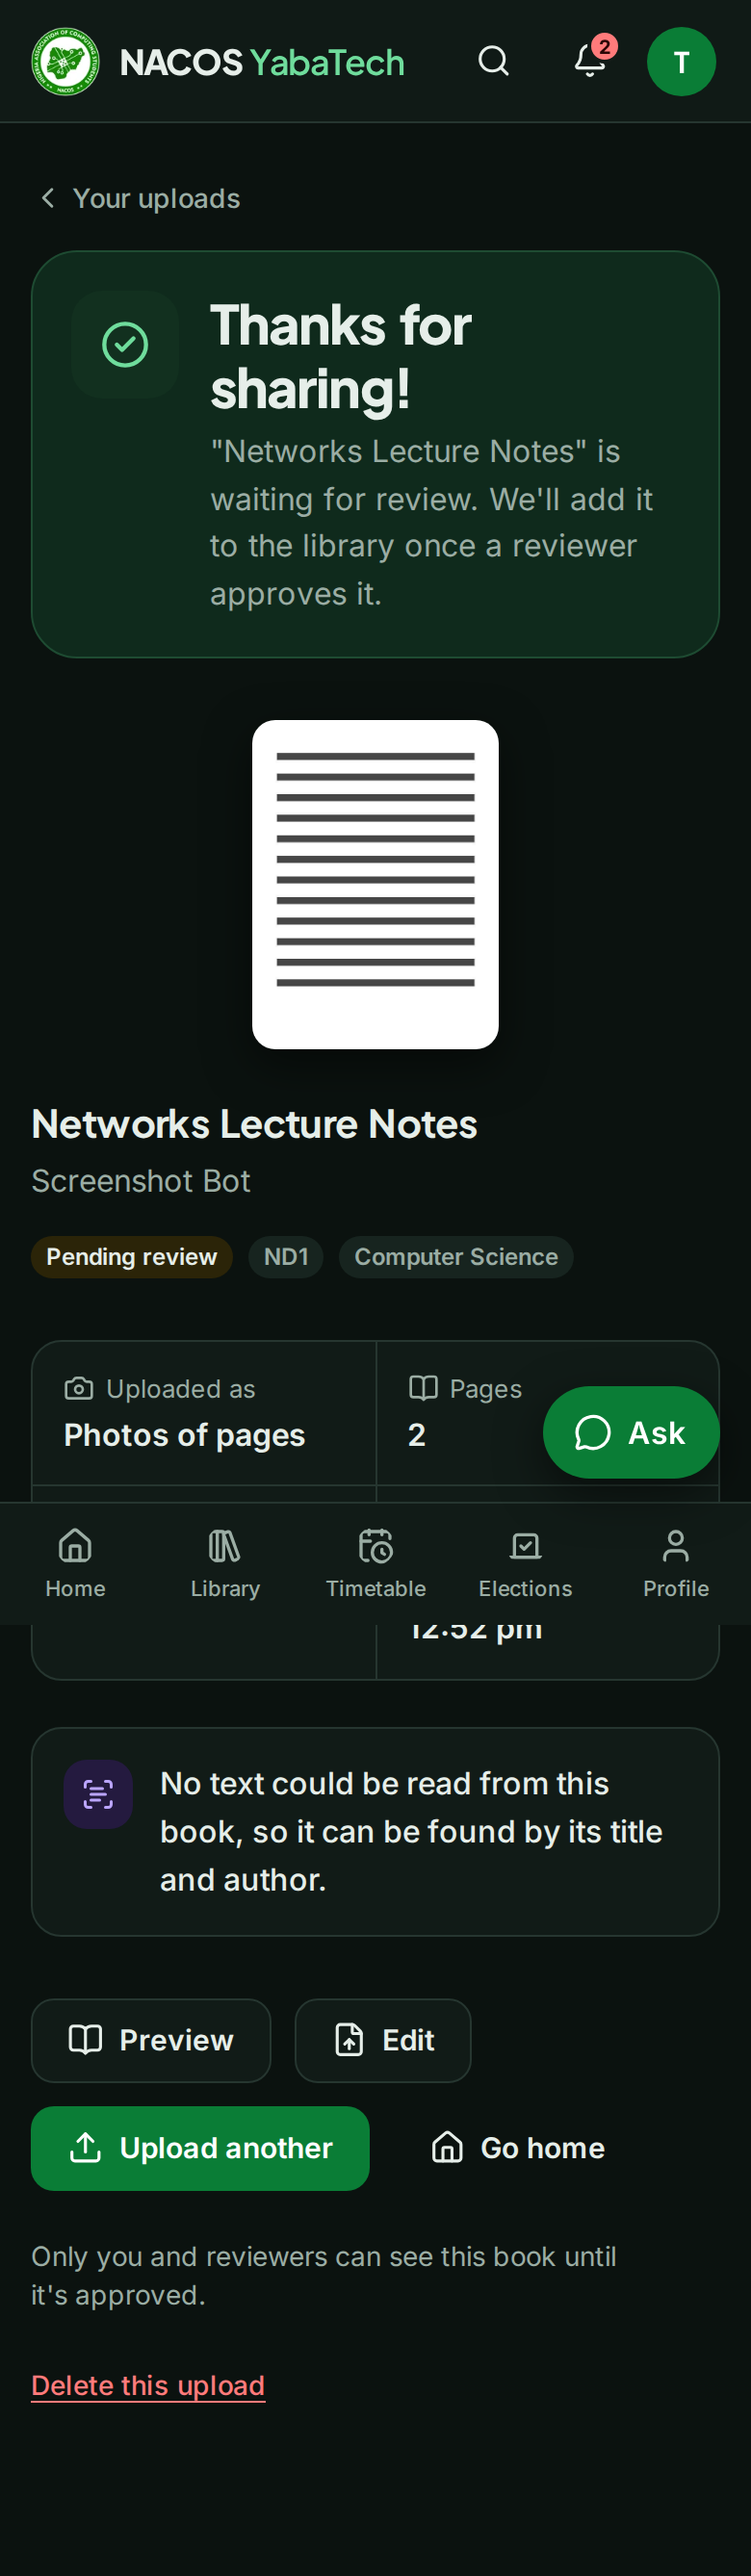 NACOS YabaTech
2
T
Your uploads
Thanks for
sharing!
"Networks Lecture Notes" is
waiting for review. We'll add it
to the library once a reviewer
approves it.
Networks Lecture Notes
Screenshot Bot
Pending review ND1 Computer Science
Uploaded as Pages
Photos of pages 2
Ask
Home Library Timetable Elections Profile
12:52 pm
No text could be read from this
book, so it can be found by its title
and author.
Preview Edit
Upload another Go home
Only you and reviewers can see this book until
it's approved.
Delete this upload